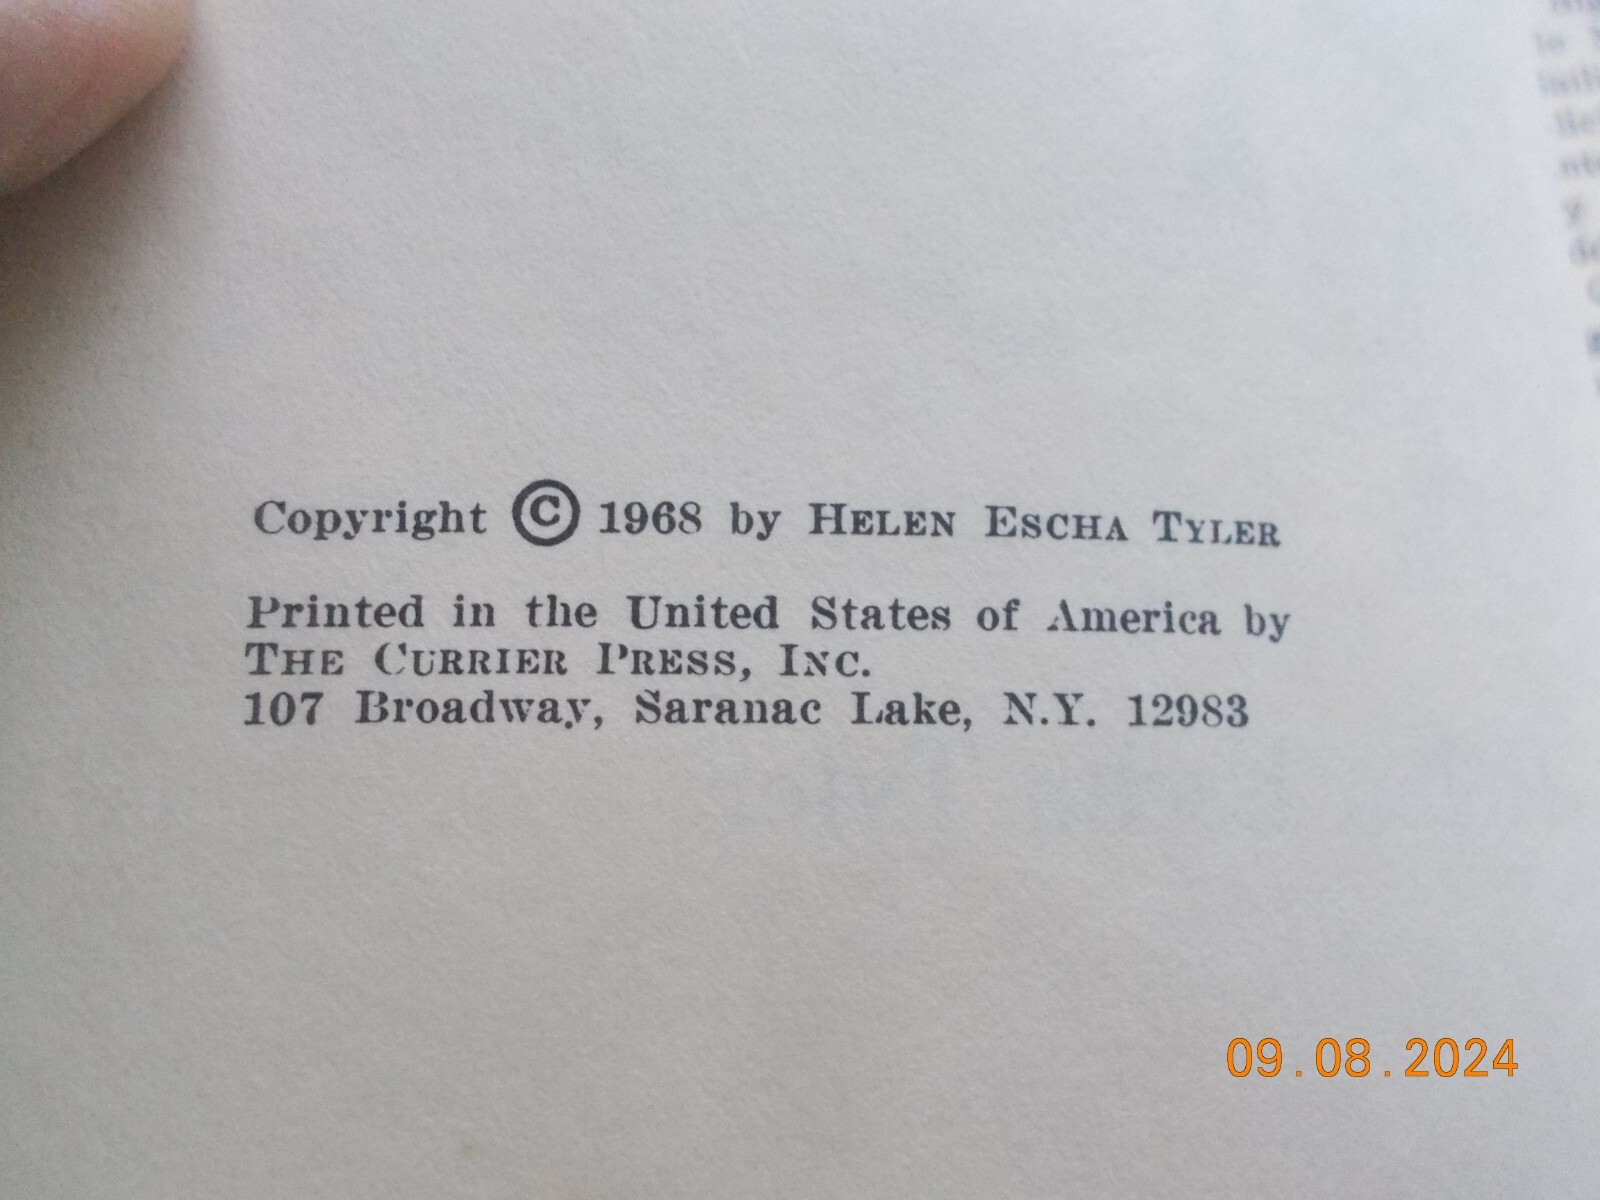 Copyright © 1968 by HELEN ESCHA TYLER
Printed in the United States of America by
THE CURRIER PRESS, INC.
107 Broadway, Saranac Lake, N.Y. 12983
09.08.2024